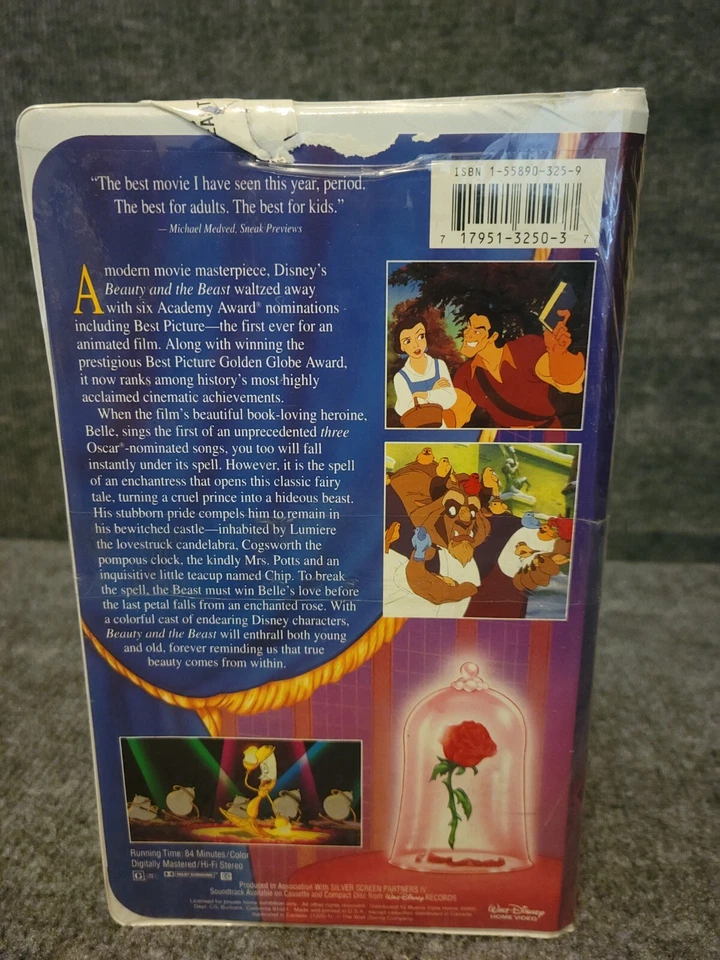 "The best movie I have seen this year, period.
The best for adults. The best for kids."
— Michael Medved, Sneak Previews
ISBN 1-55890-325-9
7 17951-3250-3 7
A modern movie masterpiece, Disney's
Beauty and the Beast waltzed away
with six Academy Award® nominations
including Best Picture—the first ever for an
animated film. Along with winning the
prestigious Best Picture Golden Globe Award,
it now ranks among history's most highly
acclaimed cinematic achievements.
When the film's beautiful book-loving heroine,
Belle, sings the first of an unprecedented three
Oscar®-nominated songs, you too will fall
instantly under its spell. However, it is the spell
of an enchantress that opens this classic fairy
tale, turning a cruel prince into a hideous beast.
His stubborn pride compels him to remain in
his bewitched castle—inhabited by Lumiere
the lovestruck candelabra, Cogsworth the
pompous clock, the kindly Mrs. Potts and an
inquisitive little teacup named Chip. To break
the spell, the Beast must win Belle's love before
the last petal falls from an enchanted rose. With
a colorful cast of endearing Disney characters,
Beauty and the Beast will enthrall both young
and old, forever reminding us that true
beauty comes from within.
Running Time: 84 Minutes/Color
Digitally Mastered/Hi-Fi Stereo
G
Produced in Association With SILVER SCREEN PARTNERS IV
Soundtrack Available on Cassette and Compact Disc from Walt Disney RECORDS
Walt Disney
HOME VIDEO